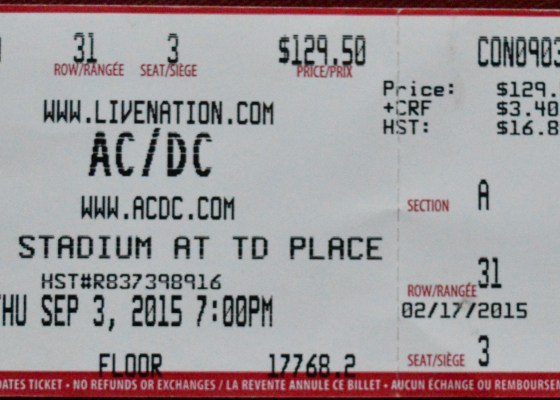 31 3 $129.50 CON0903
ROW/RANGÉE SEAT/SIÈGE PRICE/PRIX
Price: $129.
WWW.LIVENATION.COM +CRF $3.40
HST: $16.8
AC/DC
WWW.ACDC.COM
SECTION A
STADIUM AT TD PLACE
HST#R837398916
ROW/RANGÉE 31
THU SEP 3, 2015 7:00PM 02/17/2015
FLOOR 17768.2 SEAT/SIÈGE 3
DATES TICKET • NO REFUNDS OR EXCHANGES / LA REVENTE ANNULE CE BILLET • AUCUN ÉCHANGE OU REMBOURSE